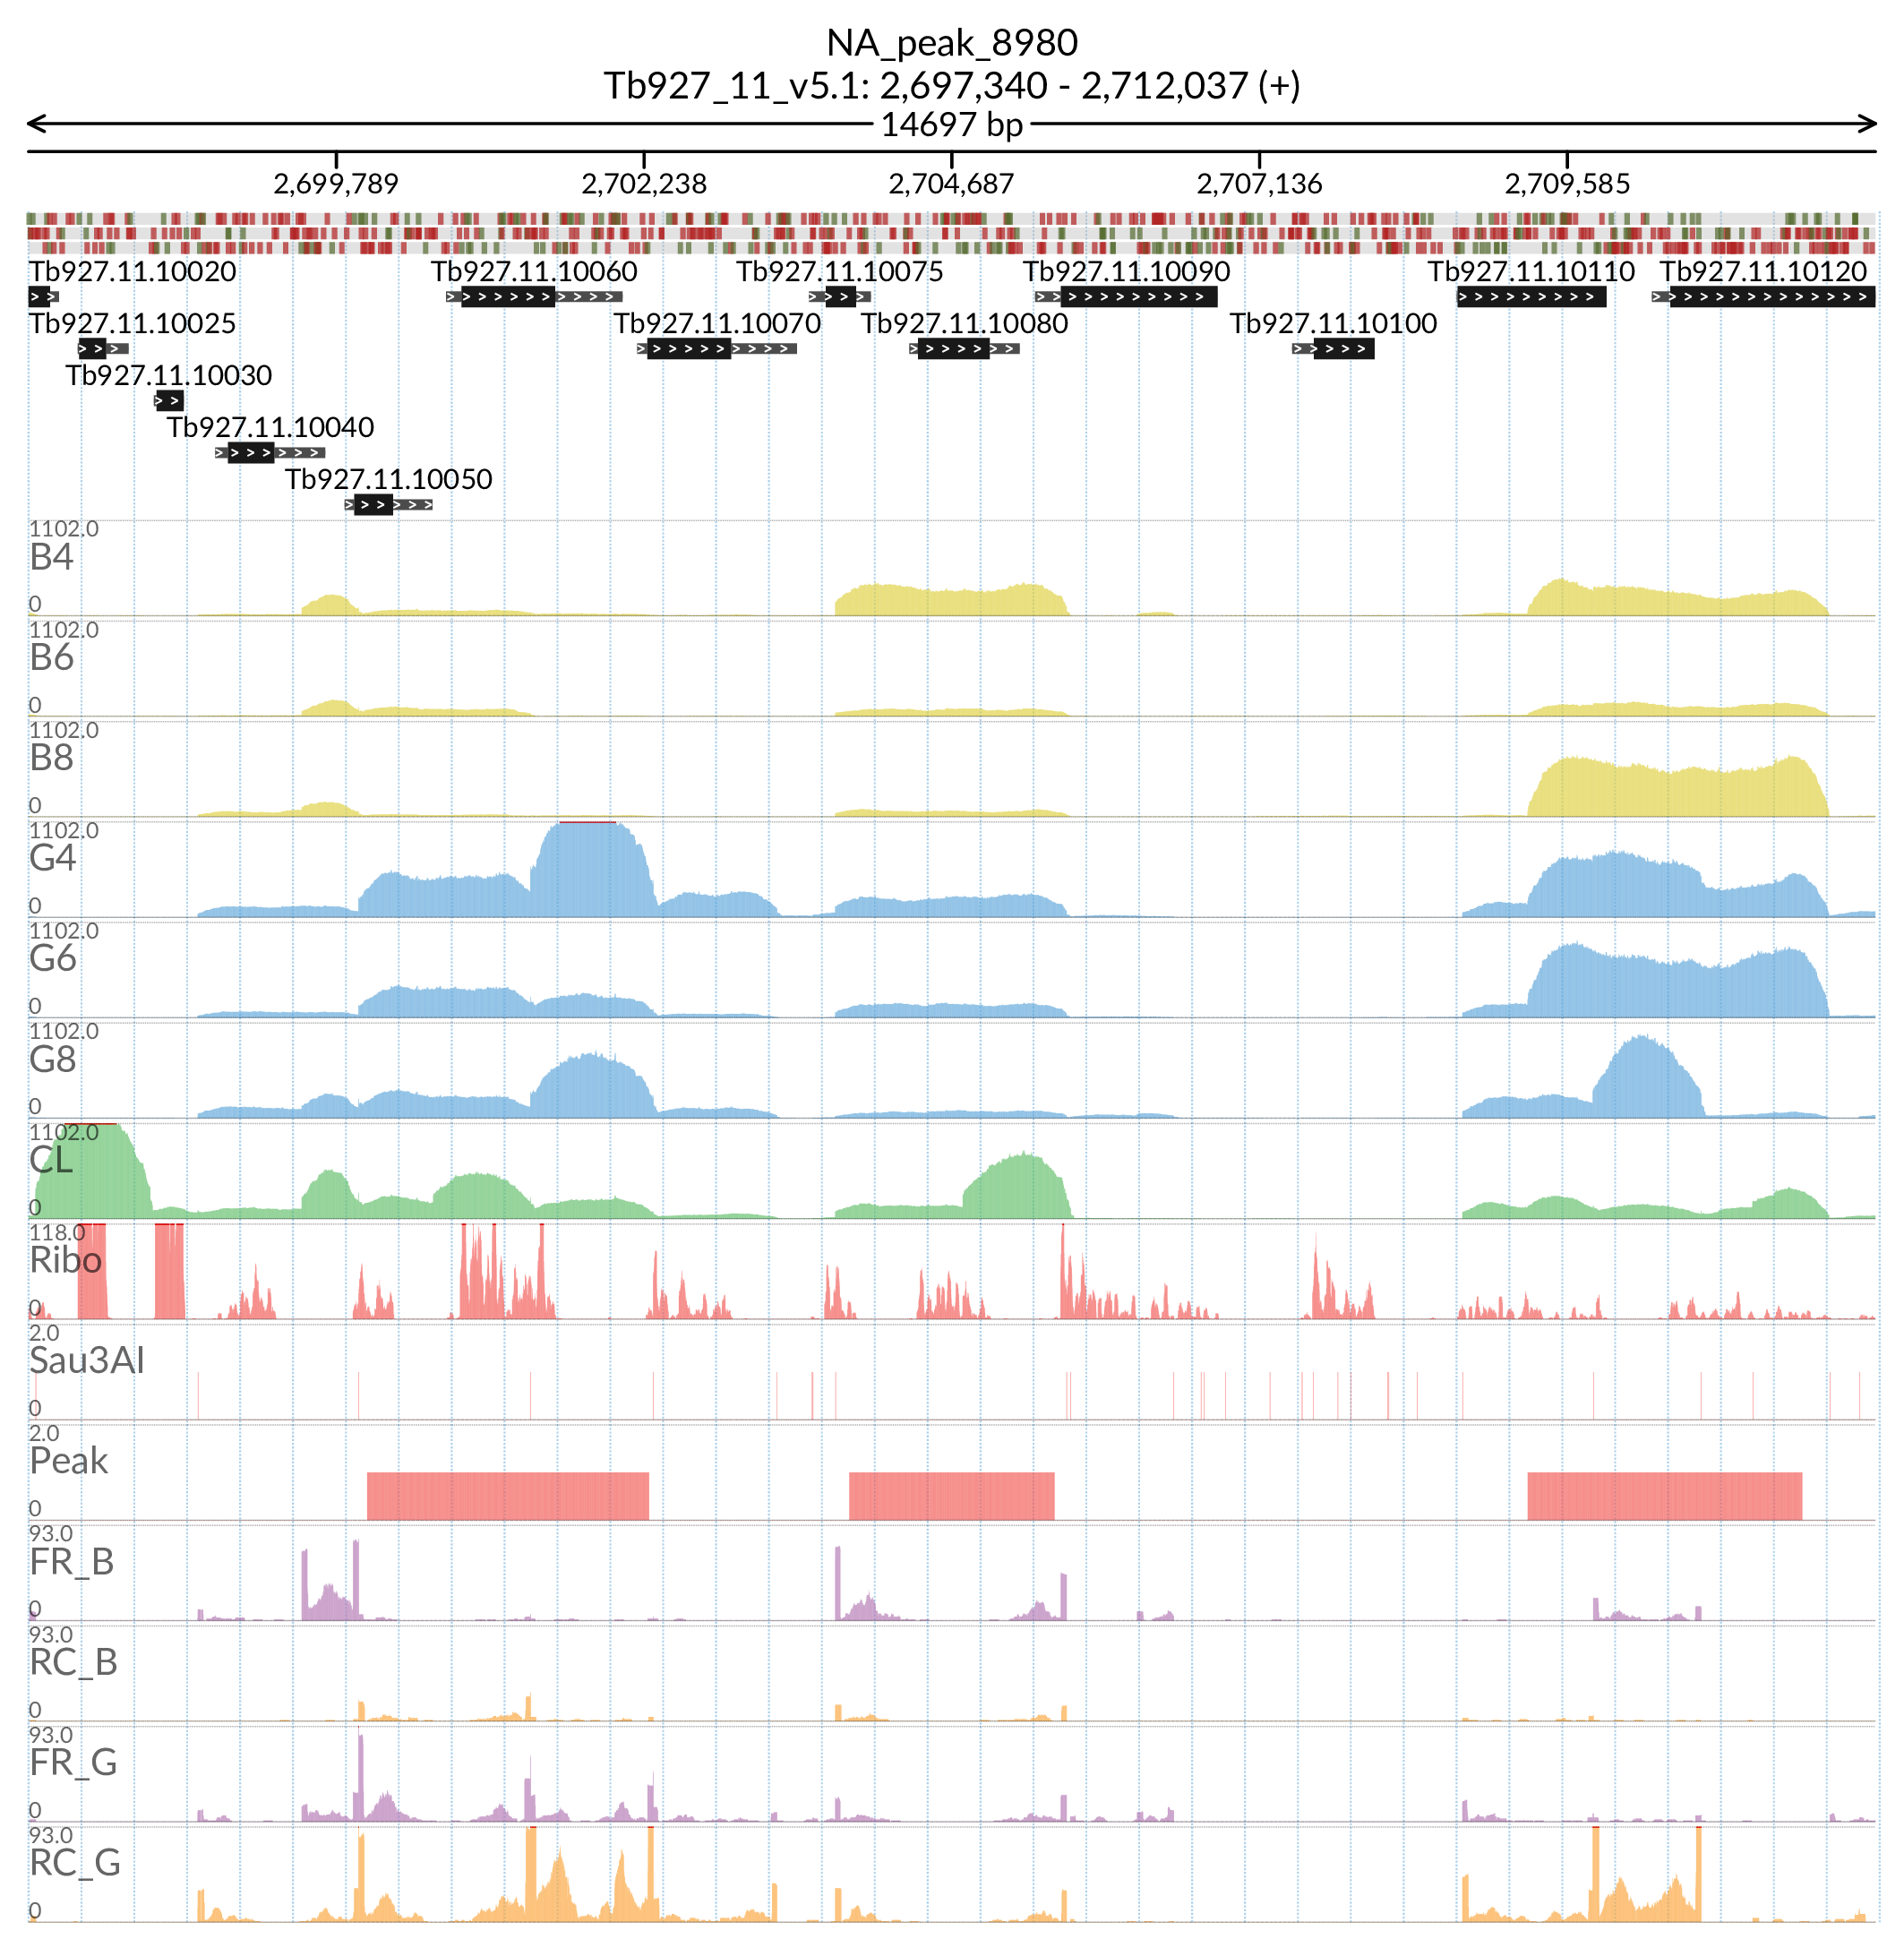 NA_peak_8980
Tb927_11_v5.1: 2,697,340 - 2,712,037 (+)
14697 bp
2,699,789 2,702,238 2,704,687 2,707,136 2,709,585
Tb927.11.10020 Tb927.11.10060 Tb927.11.10075 Tb927.11.10090 Tb927.11.10110 Tb927.11.10120
Tb927.11.10025 Tb927.11.10070 Tb927.11.10080 Tb927.11.10100
Tb927.11.10030
Tb927.11.10040
Tb927.11.10050
1102.0
B4
0
1102.0
B6
0
1102.0
B8
0
1102.0
G4
0
1102.0
G6
0
1102.0
G8
0
1102.0
CL
0
118.0
Ribo
0
2.0
Sau3AI
0
2.0
Peak
0
93.0
FR_B
0
93.0
RC_B
0
93.0
FR_G
0
93.0
RC_G
0